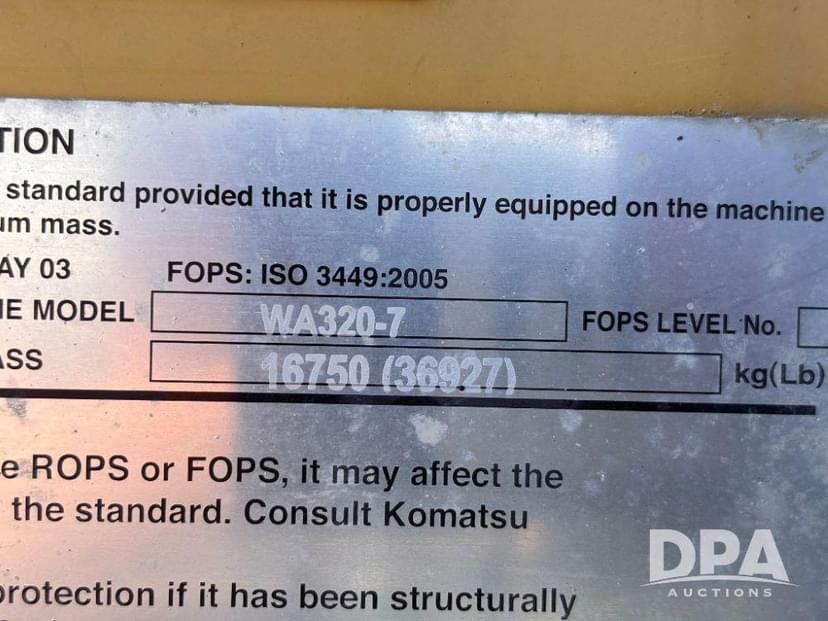 TION
standard provided that it is properly equipped on the machine
um mass.
AY 03 FOPS: ISO 3449:2005
NE MODEL WA320-7 FOPS LEVEL No.
ASS 16750 (36927) kg(Lb)
e ROPS or FOPS, it may affect the
the standard. Consult Komatsu
protection if it has been structurally
DPA
AUCTIONS